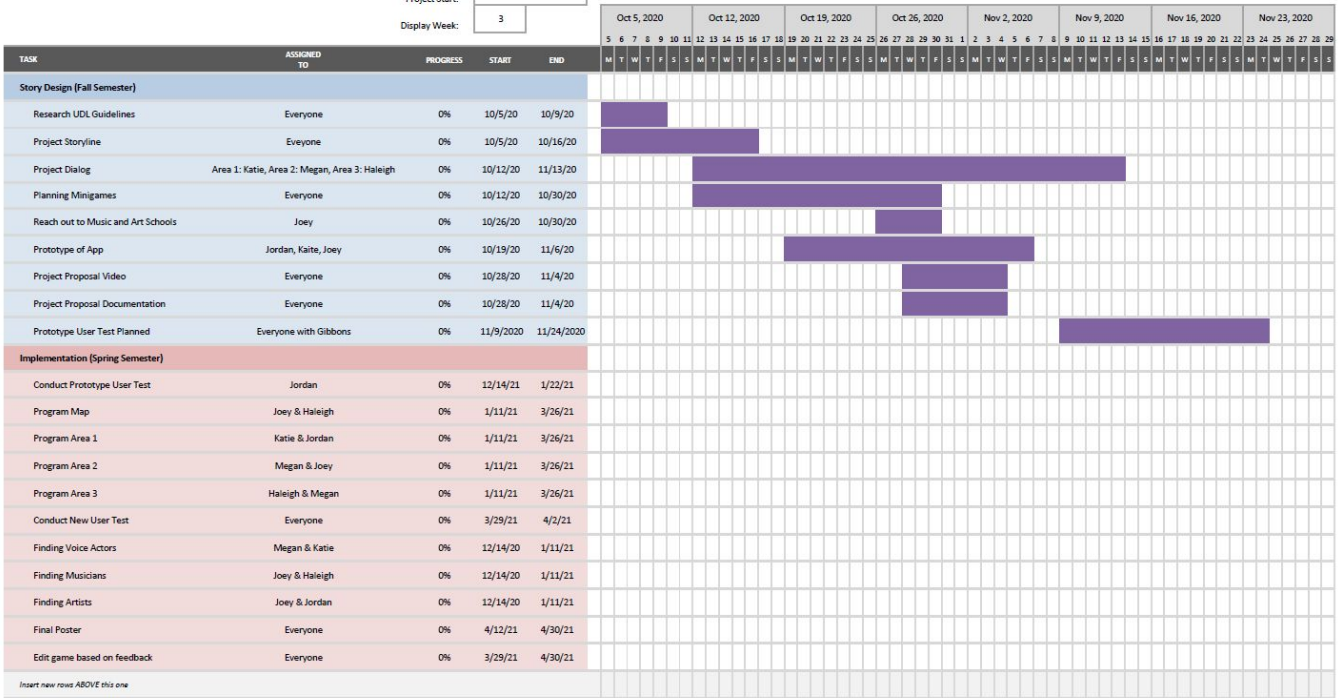 Project Start:
Display Week: 3
Oct 5, 2020 Oct 12, 2020 Oct 19, 2020 Oct 26, 2020 Nov 2, 2020 Nov 9, 2020 Nov 16, 2020 Nov 23, 2020
5 6 7 8 9 10 11 12 13 14 15 16 17 18 19 20 21 22 23 24 25 26 27 28 29 30 31 1 2 3 4 5 6 7 8 9 10 11 12 13 14 15 16 17 18 19 20 21 22 23 24 25 26 27 28 29
TASK ASSIGNED TO PROGRESS START END M T W T F S S M T W T F S S M T W T F S S M T W T F S S M T W T F S S M T W T F S S M T W T F S S M T W T F S S
Story Design (Fall Semester)
Research UDL Guidelines Everyone 0% 10/5/20 10/9/20
Project Storyline Eveyone 0% 10/5/20 10/16/20
Project Dialog Area 1: Katie, Area 2: Megan, Area 3: Haleigh 0% 10/12/20 11/13/20
Planning Minigames Everyone 0% 10/12/20 10/30/20
Reach out to Music and Art Schools Joey 0% 10/26/20 10/30/20
Prototype of App Jordan, Kaite, Joey 0% 10/19/20 11/6/20
Project Proposal Video Everyone 0% 10/28/20 11/4/20
Project Proposal Documentation Everyone 0% 10/28/20 11/4/20
Prototype User Test Planned Everyone with Gibbons 0% 11/9/2020 11/24/2020
Implementation (Spring Semester)
Conduct Prototype User Test Jordan 0% 12/14/21 1/22/21
Program Map Joey & Haleigh 0% 1/11/21 3/26/21
Program Area 1 Katie & Jordan 0% 1/11/21 3/26/21
Program Area 2 Megan & Joey 0% 1/11/21 3/26/21
Program Area 3 Haleigh & Megan 0% 1/11/21 3/26/21
Conduct New User Test Everyone 0% 3/29/21 4/2/21
Finding Voice Actors Megan & Katie 0% 12/14/20 1/11/21
Finding Musicians Joey & Haleigh 0% 12/14/20 1/11/21
Finding Artists Joey & Jordan 0% 12/14/20 1/11/21
Final Poster Everyone 0% 4/12/21 4/30/21
Edit game based on feedback Everyone 0% 3/29/21 4/30/21
Insert new rows ABOVE this one